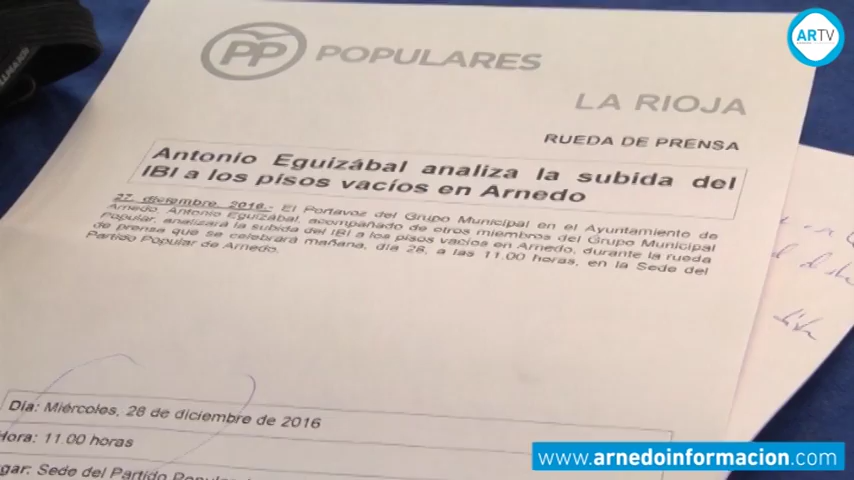 ARTV
PP POPULARES
LA RIOJA
RUEDA DE PRENSA
Antonio Eguizábal analiza la subida del
IBI a los pisos vacíos en Arnedo
27, diciembre, 2016.- El Portavoz del Grupo Municipal en el Ayuntamiento de
Arnedo, Antonio Eguizábal, acompañado de otros miembros del Grupo Municipal
Popular, analizará la subida del IBI a los pisos vacíos en Arnedo, durante la rueda
de prensa que se celebrará mañana, día 28, a las 11.00 horas, en la Sede del
Partido Popular de Arnedo.
Día: Miércoles, 28 de diciembre de 2016
Hora: 11.00 horas
gar: Sede del Partido Popula
www.arnedoinformacion.com